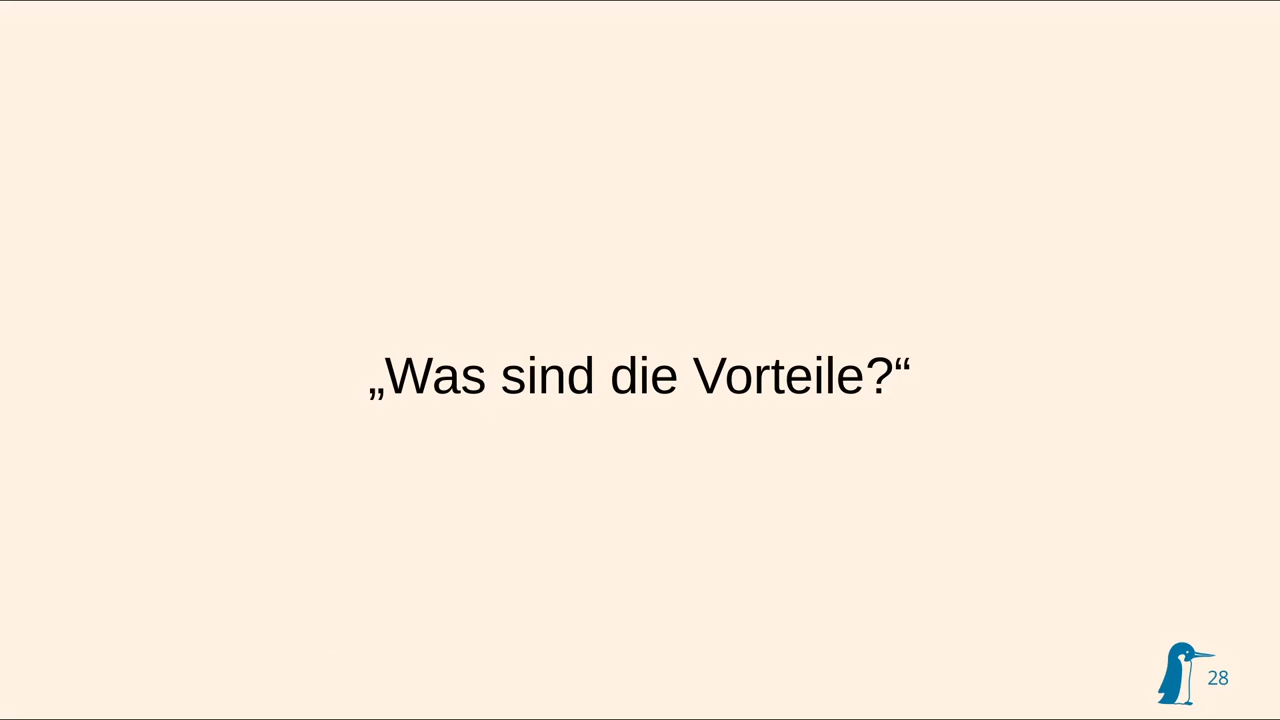 „Was sind die Vorteile?“
28